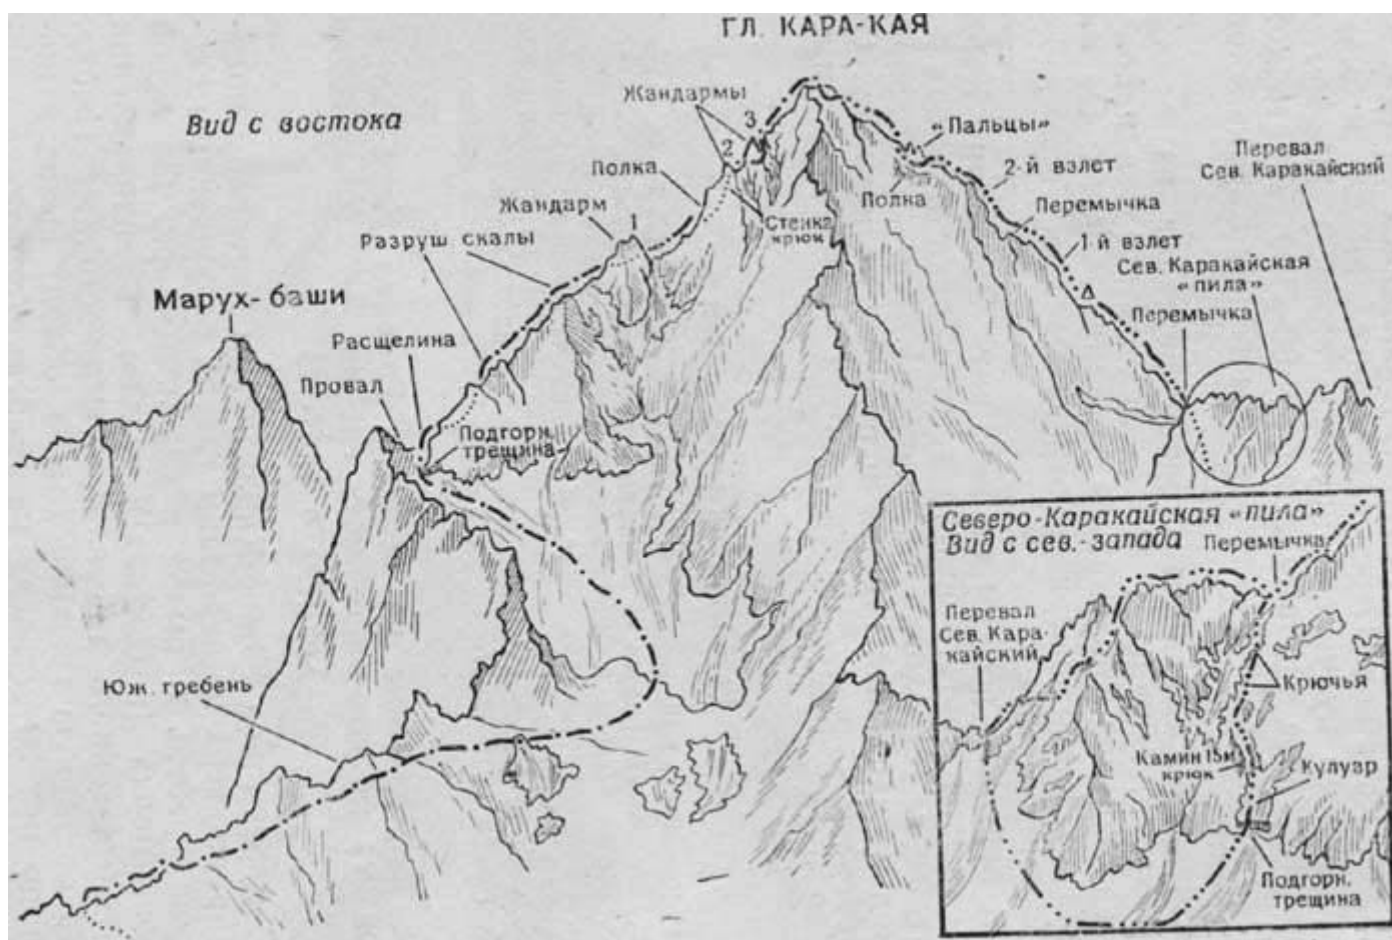 ГЛ. КАРА-КАЯ
Вид с востока
Жандармы
3
2
«Пальцы»
Перевал
Сев. Каракайский
Полка
2-й взлет
Полка
Жандарм
1
Перемычка
Стенка
крюк
Разруш. скалы
1-й взлет
Сев. Каракайская
«пила»
Марух-баши
Перемычка
Расщелина
Провал
Подгорн.
трещина
Юж. гребень
Северо-Каракайская «пила»
Вид с сев.-запада
Перемычка
Перевал
Сев. Кара-
кайский
Крючья
Камин 15м
крюк
Кулуар
Подгорн.
трещина